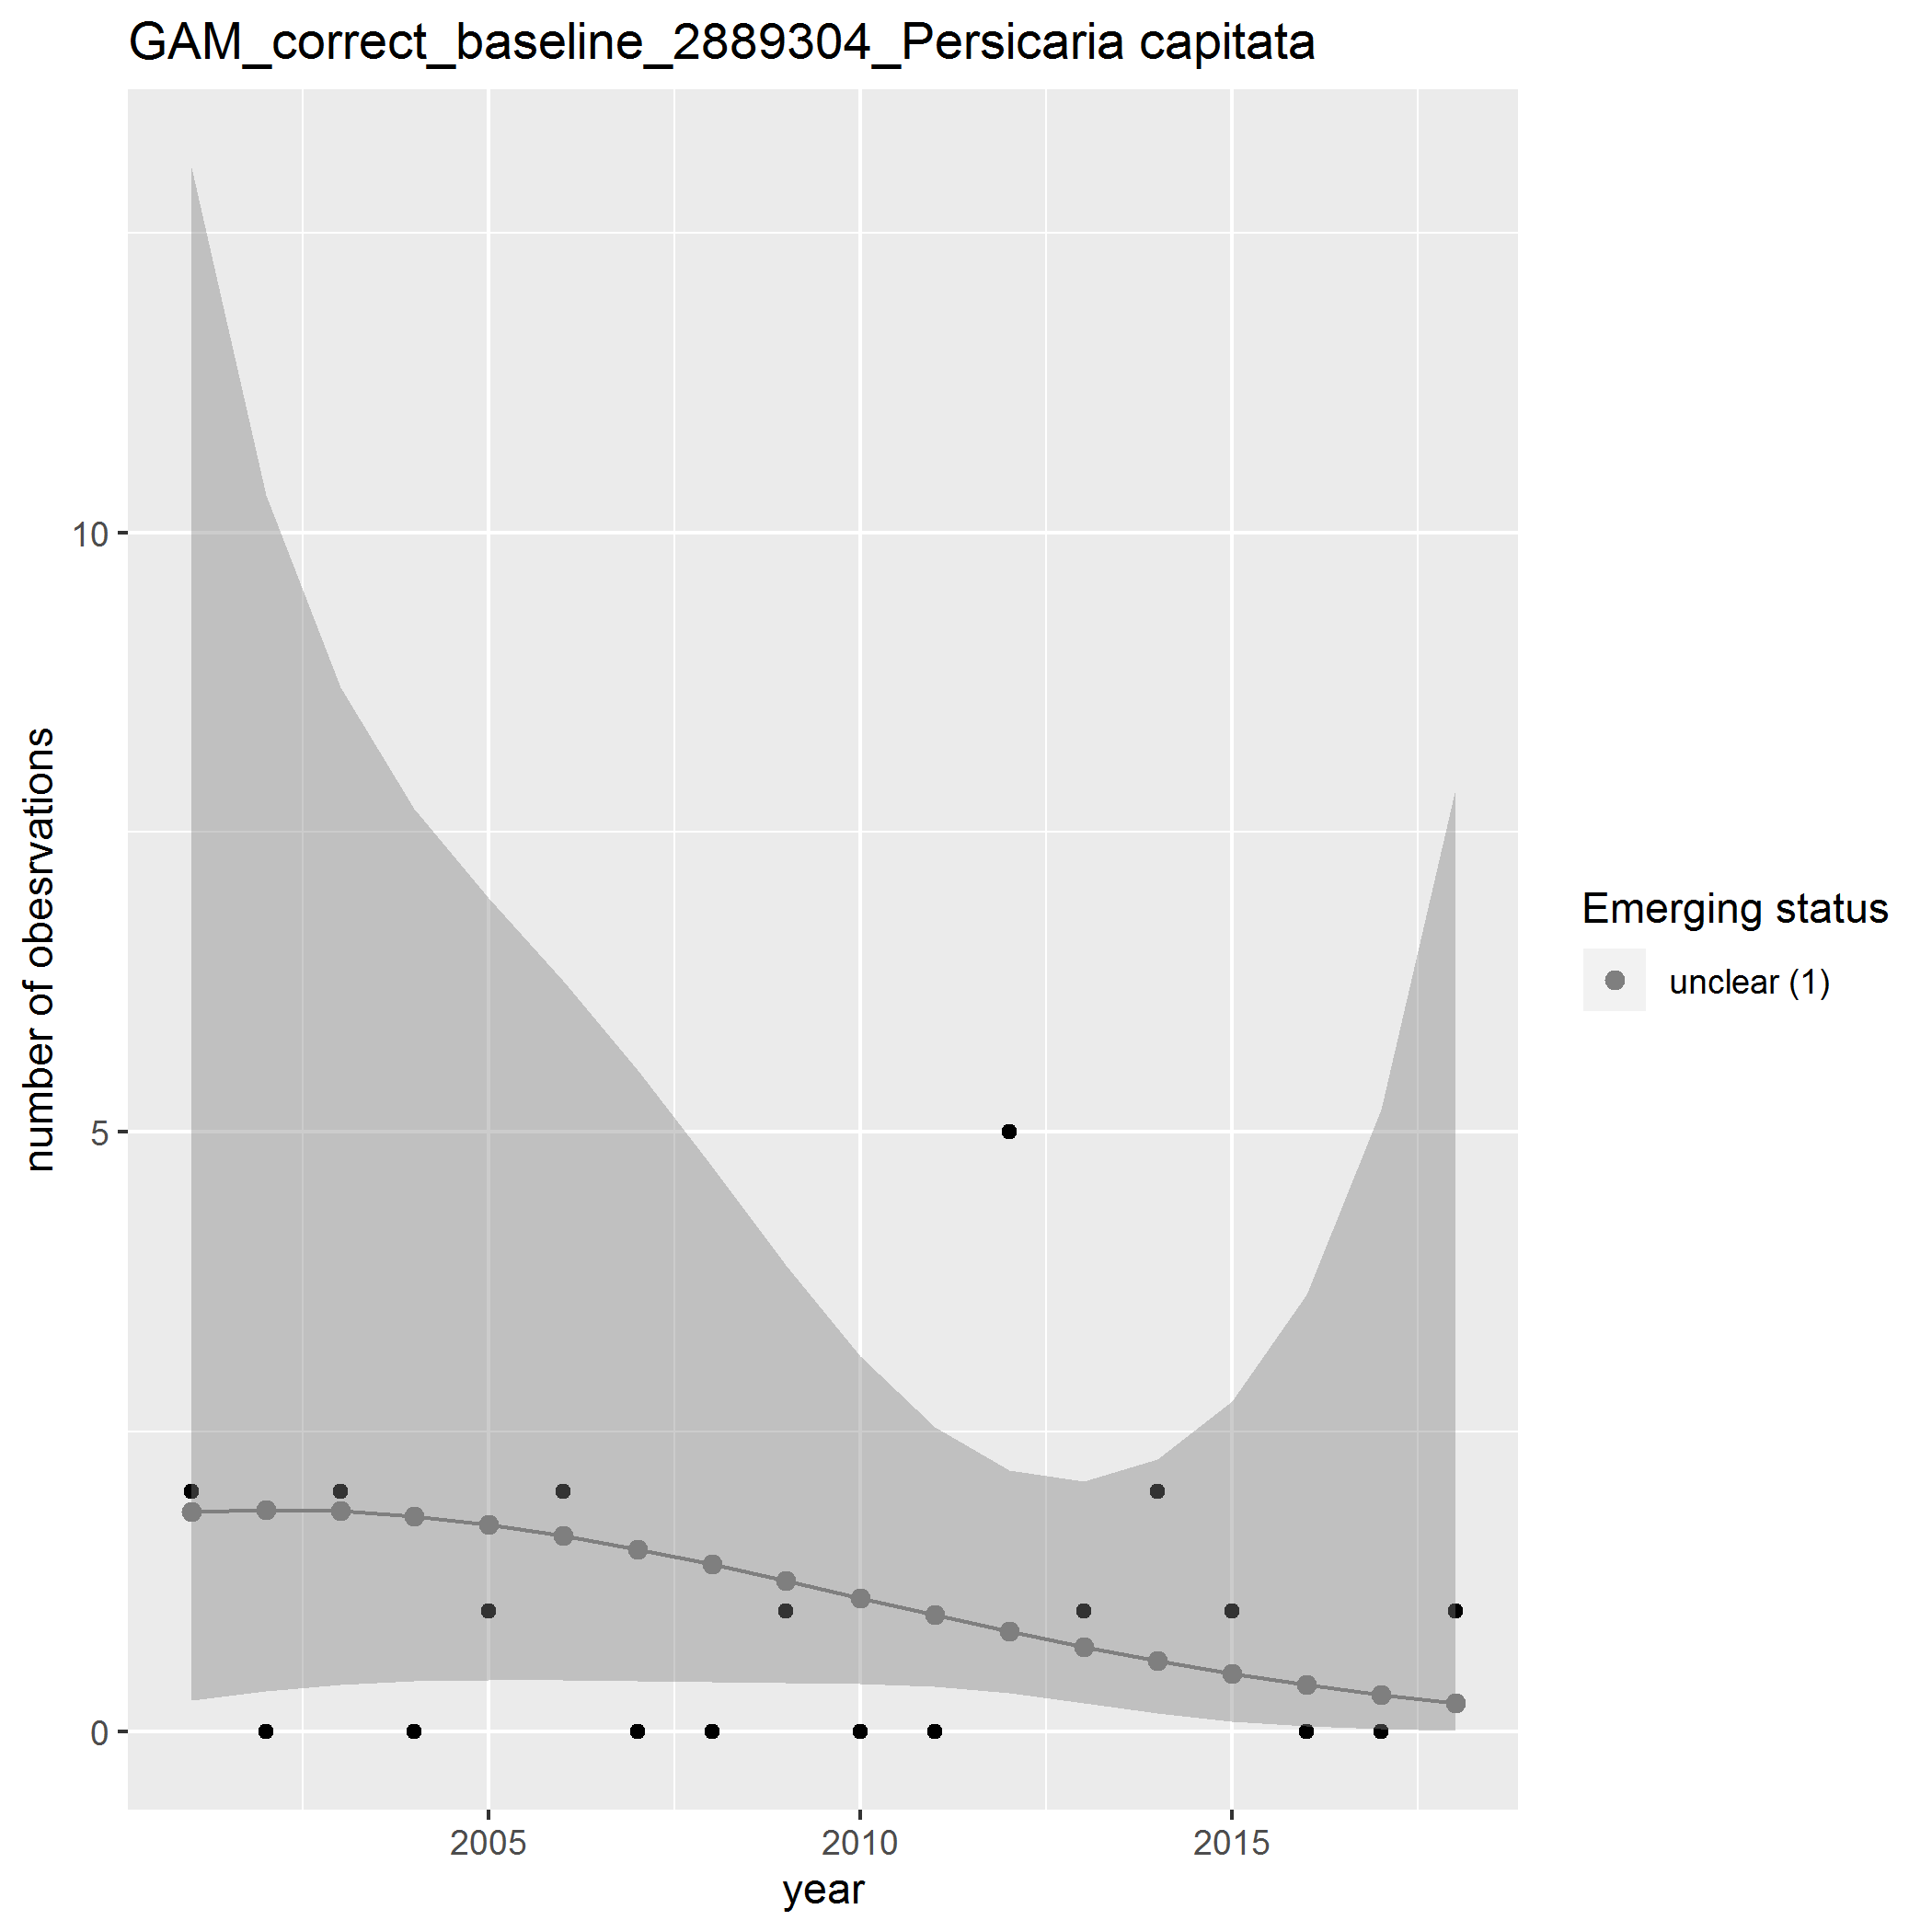 GAM_correct_baseline_2889304_Persicaria capitata
number of obesrvations
10
5
0
2005
2010
2015
year
Emerging status
unclear (1)